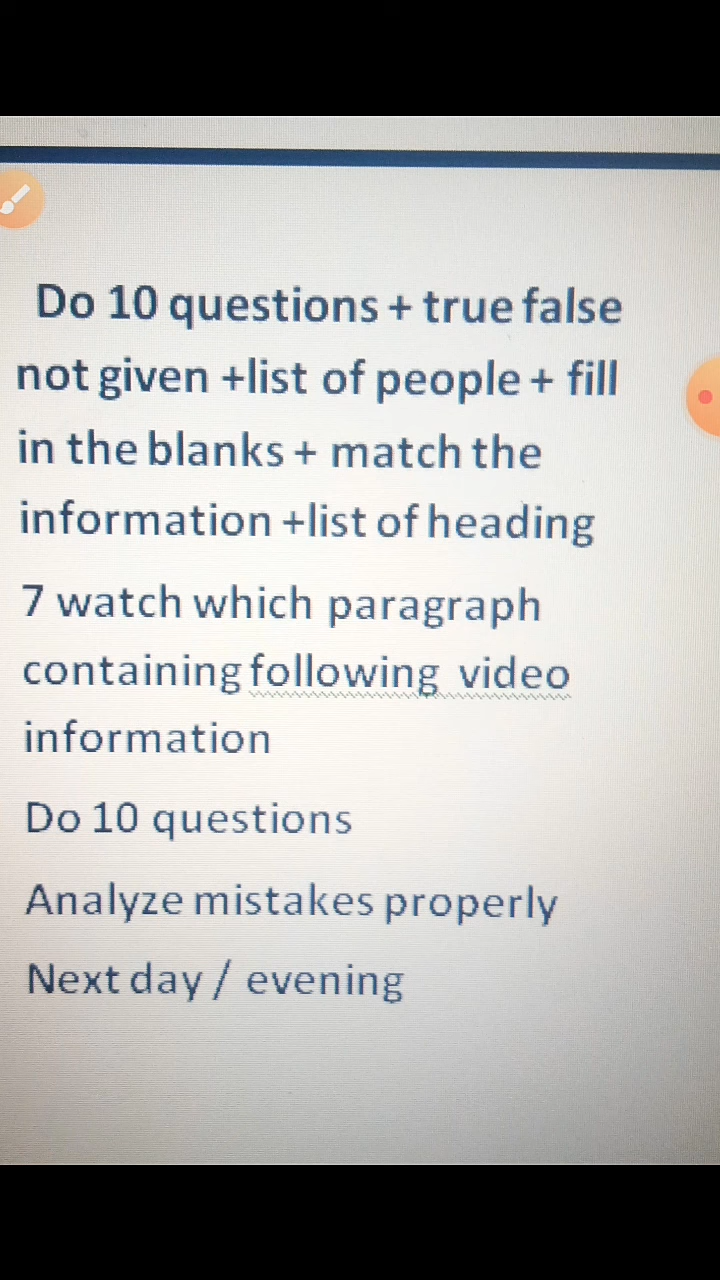 Do 10 questions + true false
not given +list of people + fill
in the blanks + match the
information +list of heading
7 watch which paragraph
containing following video
information
Do 10 questions
Analyze mistakes properly
Next day / evening